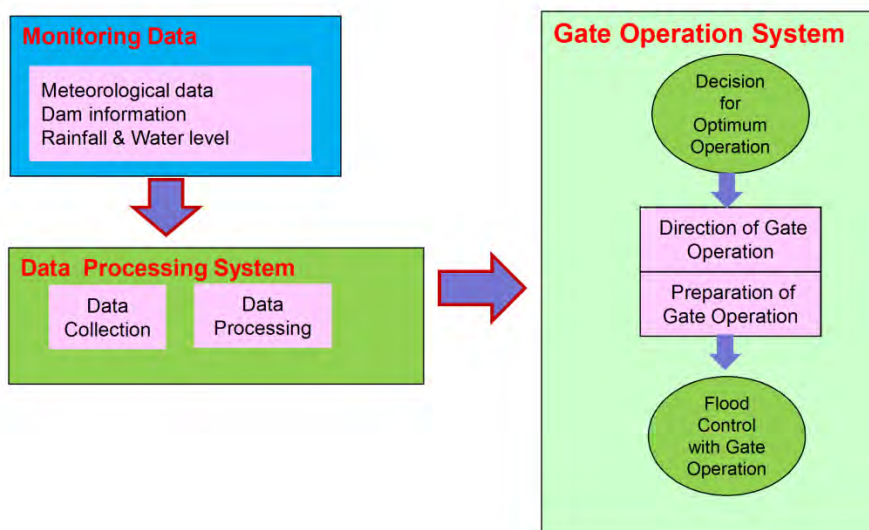 Monitoring Data
Meteorological data
Dam information
Rainfall & Water level
Data Processing System
Data
Collection
Data
Processing
Gate Operation System
Decision
for
Optimum
Operation
Direction of Gate
Operation
Preparation of
Gate Operation
Flood
Control
with Gate
Operation